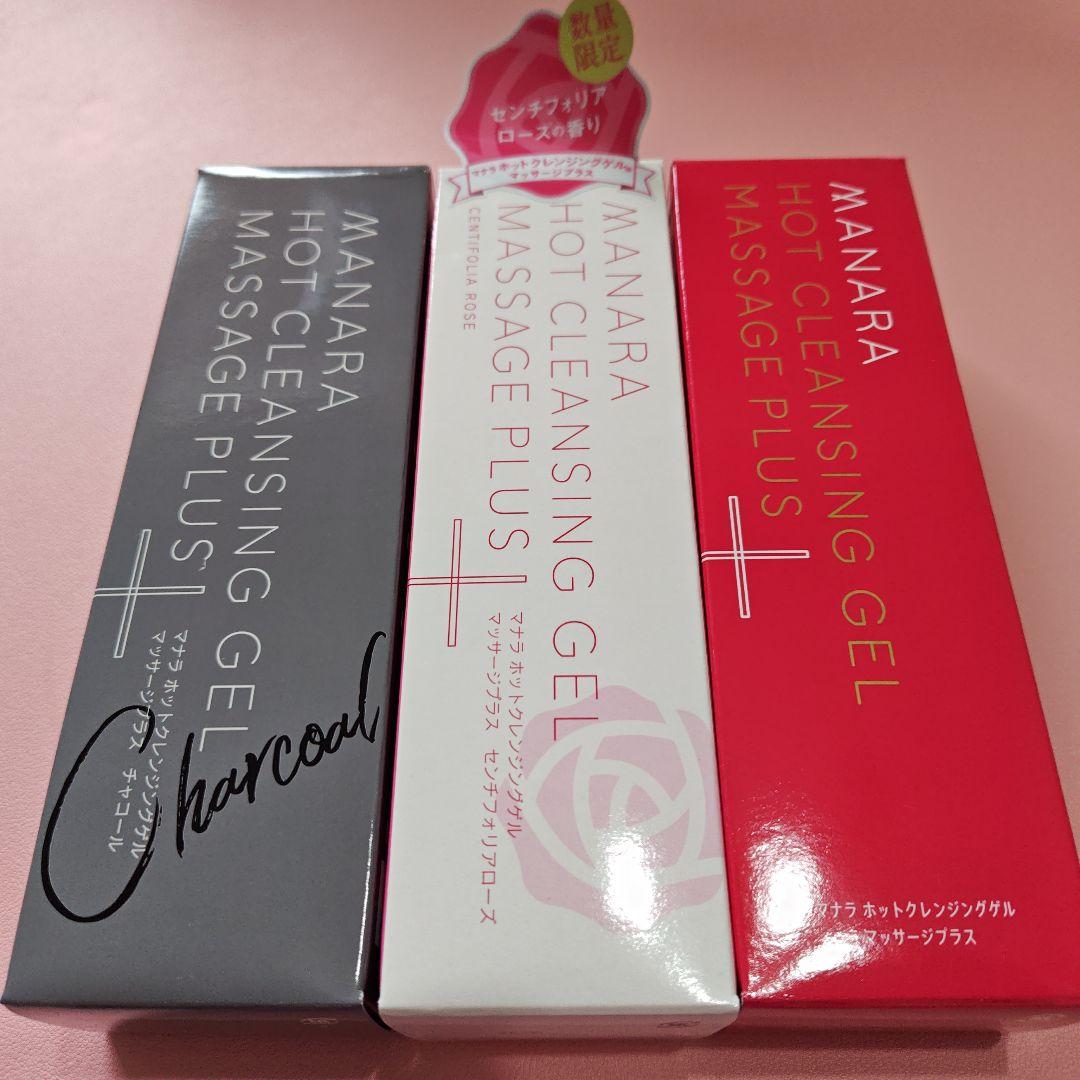 MANARA
HOT CLEANSING GEL
MASSAGE PLUS
マナラ ホットクレンジングゲル
マッサージプラス チャコール
Charcoal
数量
限定
センチフォリア
ローズの香り
マナラ ホットクレンジングゲル
マッサージプラス
MANARA
HOT CLEANSING GEL
MASSAGE PLUS
CENTIFOLIA ROSE
マナラ ホットクレンジングゲル
マッサージプラス センチフォリアローズ
MANARA
HOT CLEANSING GEL
MASSAGE PLUS
マナラ ホットクレンジングゲル
マッサージプラス